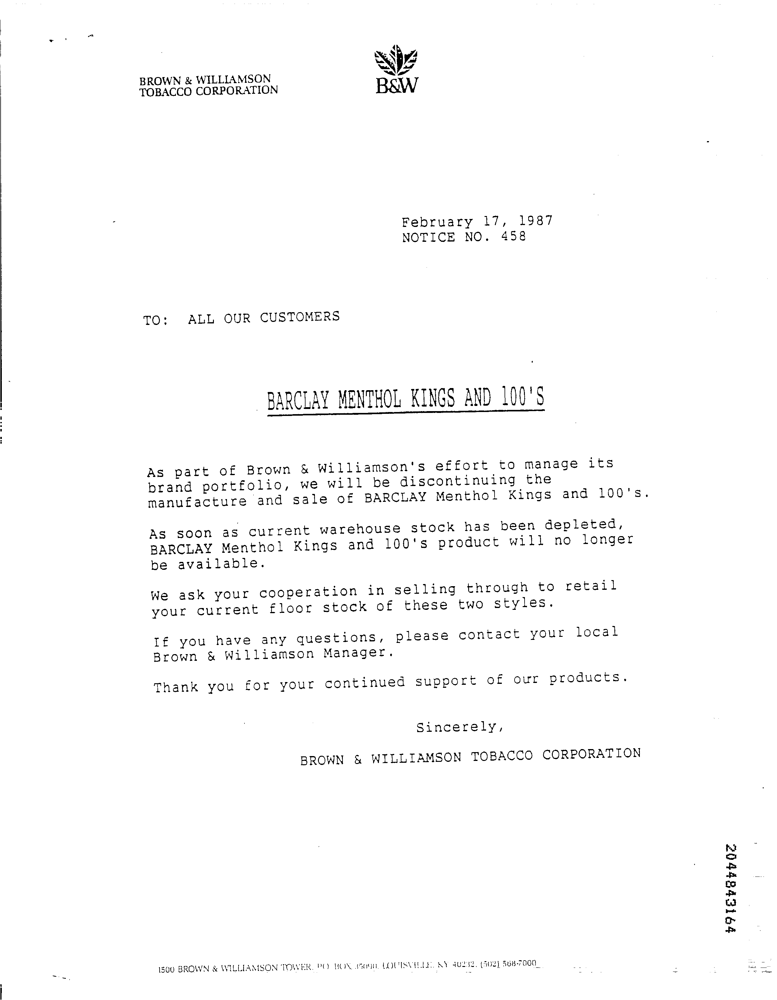 BROWN & WILLIAMSON
TOBACCO CORPORATION
B&W
February 17, 1987
NOTICE NO. 458
TO: ALL OUR CUSTOMERS
BARCLAY MENTHOL KINGS AND 100'S
As part of Brown & Williamson's effort to manage its
brand portfolio, we will be discontinuing the
manufacture and sale of BARCLAY Menthol Kings and 100's.
As soon as current warehouse stock has been depleted,
BARCLAY Menthol Kings and 100's product will no longer
be available.
We ask your cooperation in selling through to retail
your current floor stock of these two styles.
If you have any questions, please contact your local
Brown & Williamson Manager.
Thank you for your continued support of our products.
Sincerely,
BROWN & WILLIAMSON TOBACCO CORPORATION
2044843164
1500 BROWN & WILLIAMSON TOWER, P.O. BOX 35090, LOUISVILLE, KY 40232, (502) 568-7000